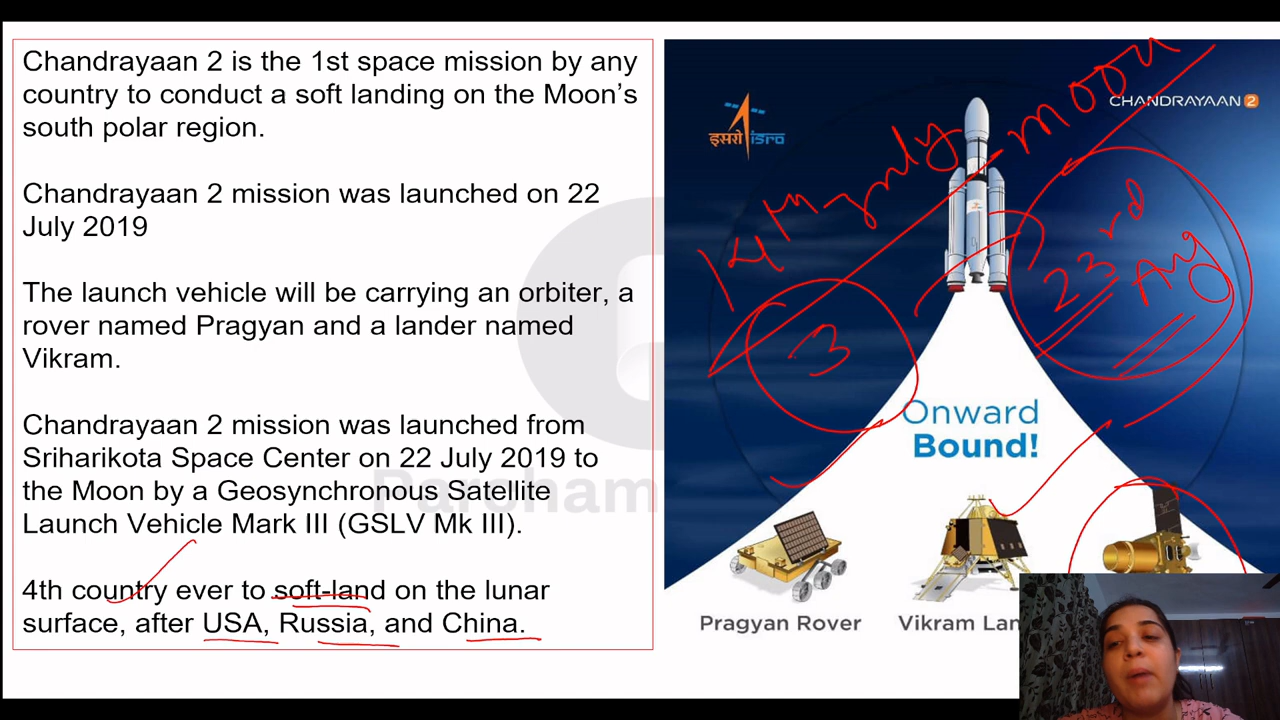 Chandrayaan 2 is the 1st space mission by any
country to conduct a soft landing on the Moon's
south polar region.
Chandrayaan 2 mission was launched on 22
July 2019
The launch vehicle will be carrying an orbiter, a
rover named Pragyan and a lander named
Vikram.
Chandrayaan 2 mission was launched from
Sriharikota Space Center on 22 July 2019 to
the Moon by a Geosynchronous Satellite
Launch Vehicle Mark III (GSLV Mk III).
4th country ever to soft-land on the lunar
surface, after USA, Russia, and China.
Parcham
CHANDRAYAAN 2
इसरो isro
14th July moon
23rd
Aug
3
Onward
Bound!
Pragyan Rover
Vikram Lan